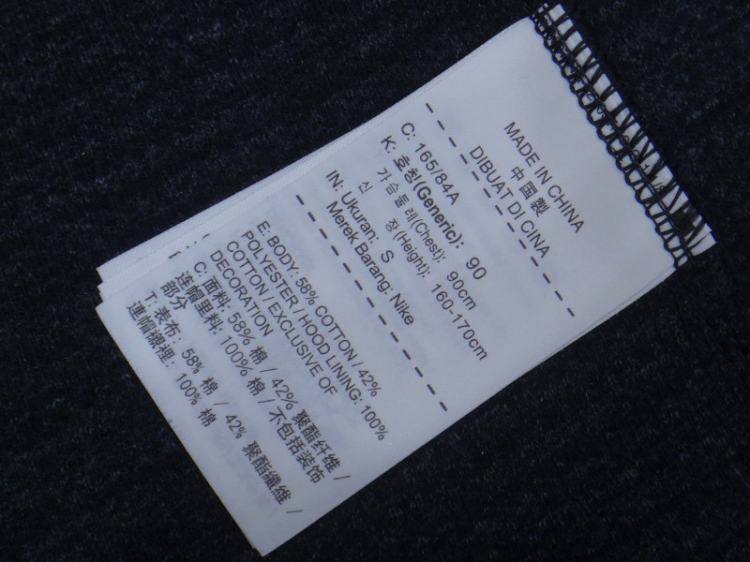 MADE IN CHINA
中国製
DIBUAT DI CINA
C: 165/84A
K: 호칭(Generic): 90
가슴둘레(Chest): 90cm
신 장(Height): 160-170cm
IN: Ukuran: S
Merek Barang: Nike
E: BODY: 58% COTTON / 42%
POLYESTER / HOOD LINING: 100%
COTTON / EXCLUSIVE OF
DECORATION
C: 面料: 58% 棉 / 42% 聚酯纤维 /
连帽里料: 100% 棉 / 不包括装饰
部分
T: 表布: 58% 棉 / 42% 聚酯纖維 /
連帽襯裡: 100% 棉